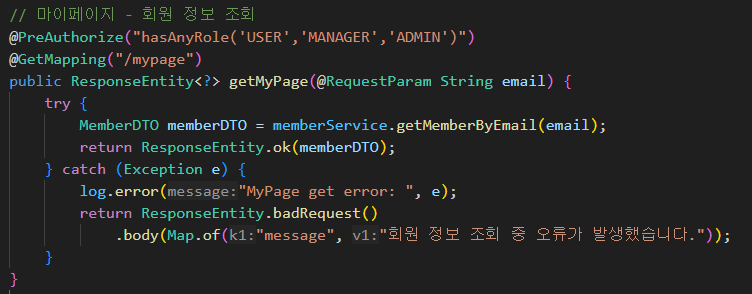 // 마이페이지 - 회원 정보 조회
@PreAuthorize("hasAnyRole('USER','MANAGER','ADMIN')")
@GetMapping("/mypage")
public ResponseEntity<?> getMyPage(@RequestParam String email) {
    try {
        MemberDTO memberDTO = memberService.getMemberByEmail(email);
        return ResponseEntity.ok(memberDTO);
    } catch (Exception e) {
        log.error(message:"MyPage get error: ", e);
        return ResponseEntity.badRequest()
            .body(Map.of(k1:"message", v1:"회원 정보 조회 중 오류가 발생했습니다."));
    }
}